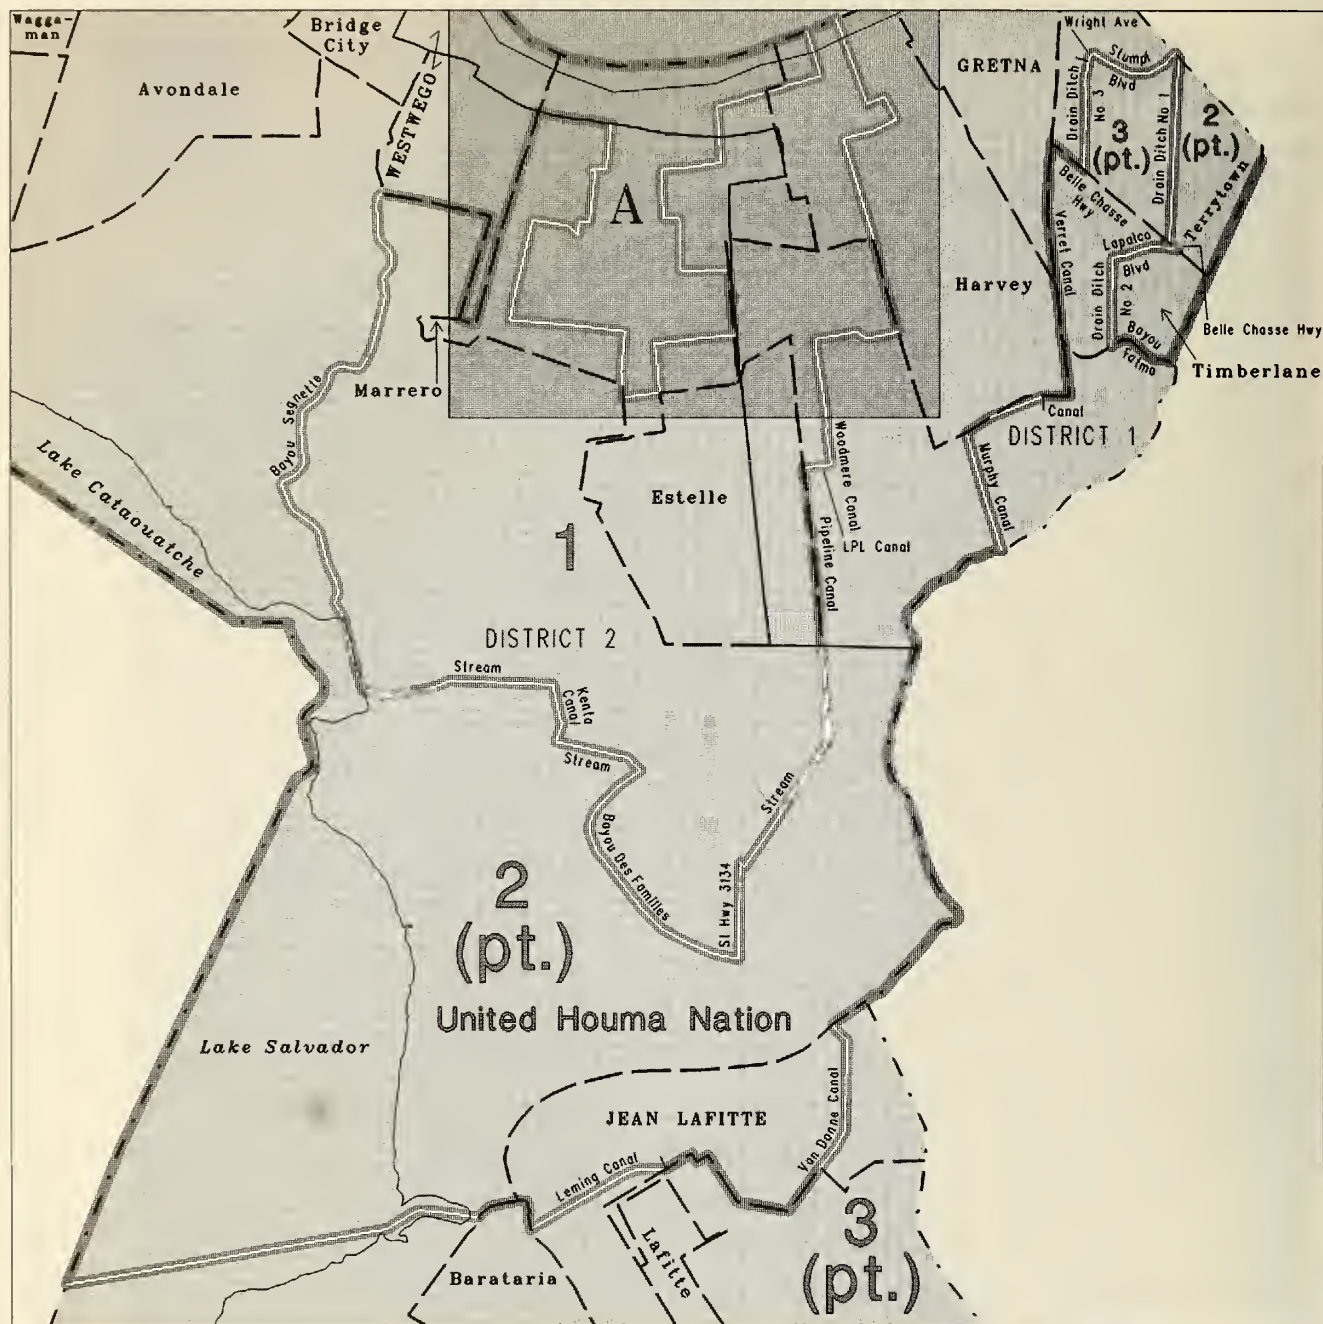 Wagga-
man
Bridge
City
Avondale
WESTWEGO
A
GRETNA
Wright Ave
Stumpf
Blvd
Drain Ditch
No 3
3
(pt.)
Drain Ditch No 1
2
(pt.)
Terrytown
Belle Chasse
Hwy
Verret Canal
Lapalco
Blvd
Drain Ditch
No 2
Harvey
Belle Chasse Hwy
Bayou
Fatma
Timberlane
Marrero
Bayou Segnette
Canal
DISTRICT 1
Murphy Canal
Lake Cataouatche
Woodmere Canal
Estelle
1
LPL Canal
Pipeline Canal
DISTRICT 2
Stream
Kenta
Canal
Stream
Stream
Bayou Des Familles
St Hwy 3134
2
(pt.)
United Houma Nation
Lake Salvador
JEAN LAFITTE
Van Danne Canal
Leming Canal
3
(pt.)
Lafitte
Barataria